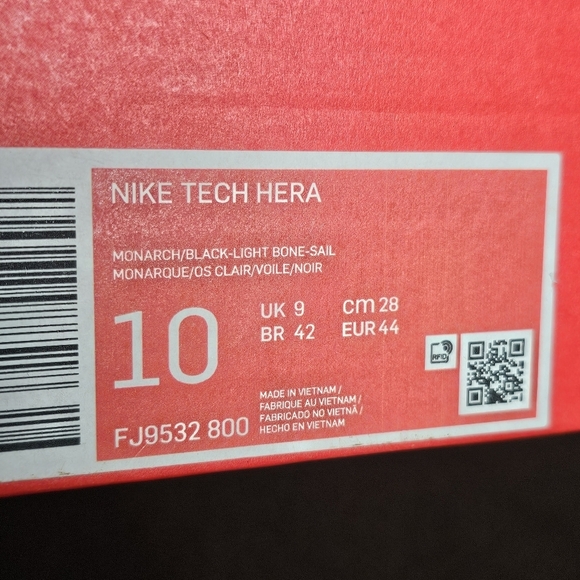 NIKE TECH HERA
MONARCH/BLACK-LIGHT BONE-SAIL
MONARQUE/OS CLAIR/VOILE/NOIR
10
UK 9 cm 28
BR 42 EUR 44
RFID
MADE IN VIETNAM /
FABRIQUE AU VIETNAM /
FABRICADO NO VIETNÃ /
HECHO EN VIETNAM
FJ9532 800